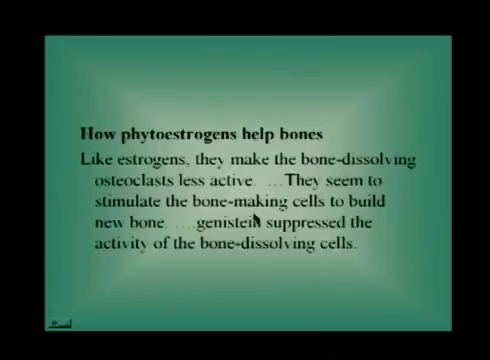 How phytoestrogens help bones
Like estrogens, they make the bone-dissolving
osteoclasts less active. ...They seem to
stimulate the bone-making cells to build
new bone. ....genistein suppressed the
activity of the bone-dissolving cells.